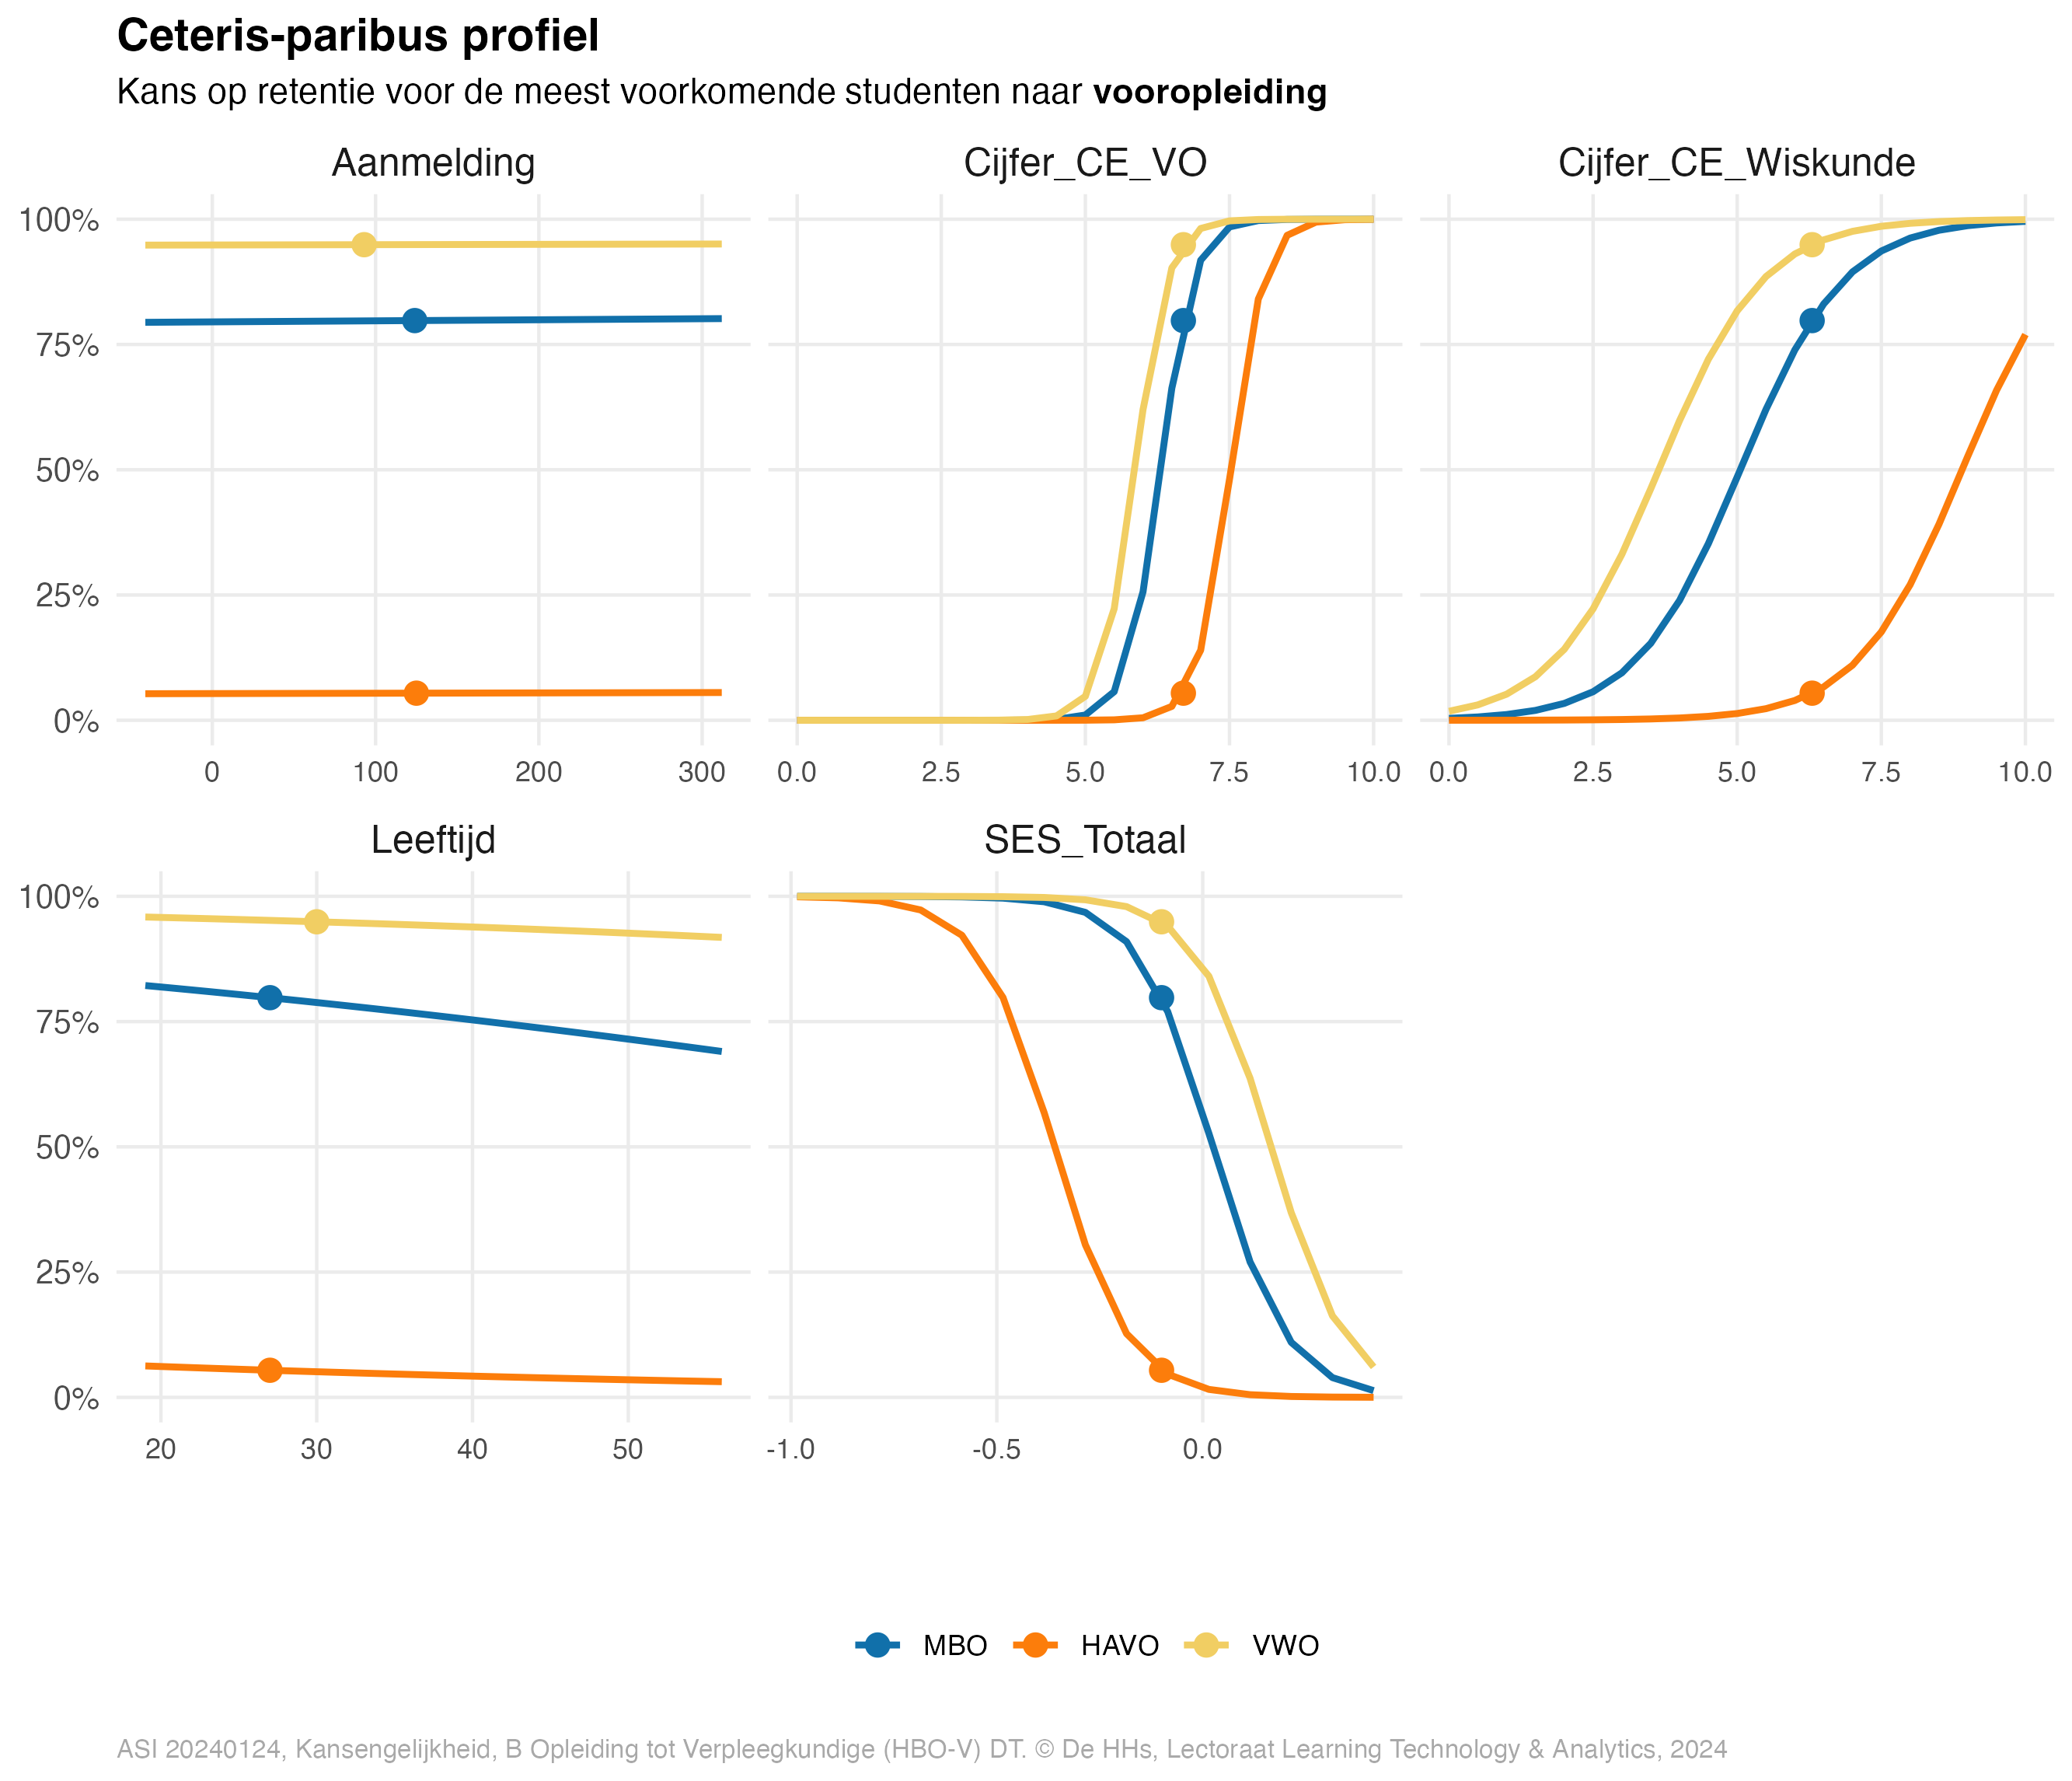 Ceteris-paribus profiel
Kans op retentie voor de meest voorkomende studenten naar vooropleiding
Aanmelding
Cijfer_CE_VO
Cijfer_CE_Wiskunde
100%
75%
50%
25%
0%
0 100 200 300
0.0 2.5 5.0 7.5 10.0
0.0 2.5 5.0 7.5 10.0
Leeftijd
SES_Totaal
100%
75%
50%
25%
0%
20 30 40 50
-1.0 -0.5 0.0
MBO HAVO VWO
ASI 20240124, Kansengelijkheid, B Opleiding tot Verpleegkundige (HBO-V) DT. © De HHs, Lectoraat Learning Technology & Analytics, 2024